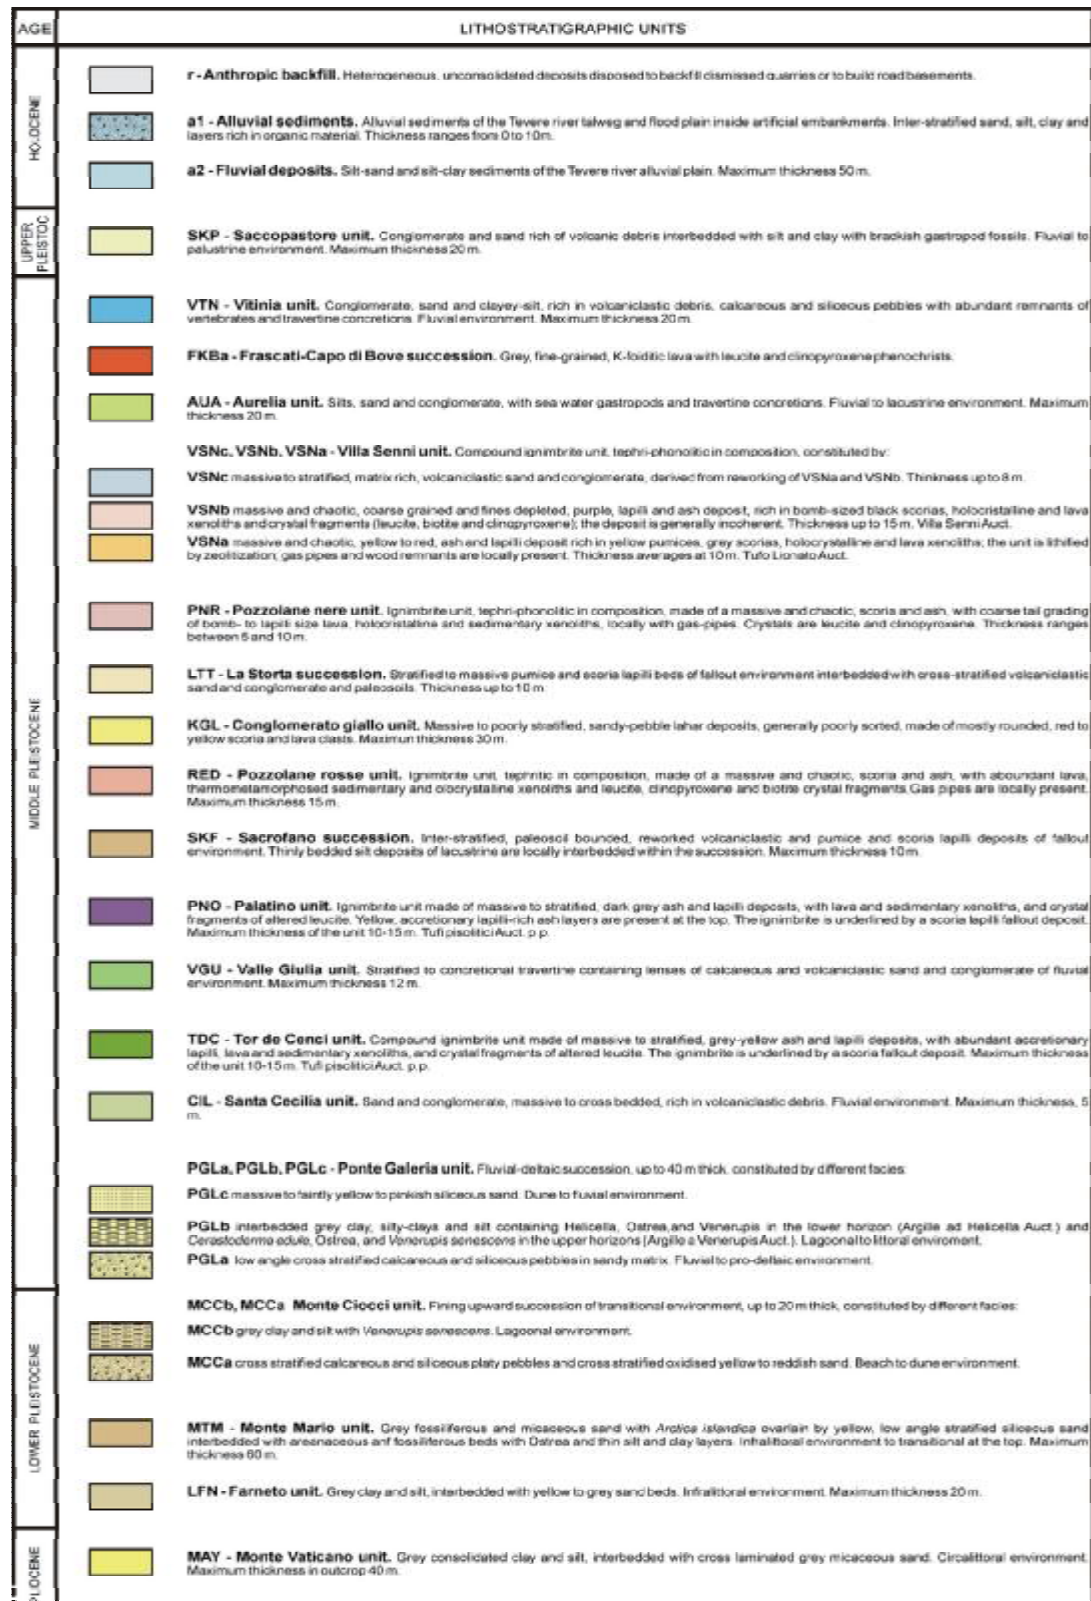 AGE
LITHOSTRATIGRAPHIC UNITS
HOLOCENE
r - Anthropic backfill. Heterogeneous, unconsolidated deposits disposed to backfill dismissed quarries or to build road basements.
a1 - Alluvial sediments. Alluvial sediments of the Tevere river talweg and flood plain inside artificial embankments. Inter-stratified sand, silt, clay and
layers rich in organic material. Thickness ranges from 0 to 10m.
a2 - Fluvial deposits. Silt-sand and silt-clay sediments of the Tevere river alluvial plain. Maximum thickness 50 m.
UPPER
PLEISTOC
SKP - Saccopastore unit. Conglomerate and sand rich of volcanic debris interbedded with silt and clay with brackish gastropod fossils. Fluvial to
palustrine environment. Maximum thickness 20 m.
MIDDLE PLEISTOCENE
VTN - Vitinia unit. Conglomerate, sand and clayey-silt, rich in volcaniclastic debris, calcareous and siliceous pebbles with abundant remnants of
vertebrates and travertine concretions. Fluvial environment. Maximum thickness 20 m.
FKBa - Frascati-Capo di Bove succession. Grey, fine-grained, K-foiditic lava with leucite and clinopyroxene phenochrists.
AUA - Aurelia unit. Silts, sand and conglomerate, with sea water gastropods and travertine concretions. Fluvial to lacustrine environment. Maximum
thickness 20 m.
VSNc, VSNb, VSNa - Villa Senni unit. Compound ignimbrite unit, tephri-phonolitic in composition, constituted by:
VSNc massive to stratified, matrix rich, volcaniclastic sand and conglomerate, derived from reworking of VSNa and VSNb. Thinkness up to 8 m.
VSNb massive and chaotic, coarse grained and fines depleted, purple, lapilli and ash deposit, rich in bomb-sized black scorias, holocristalline and lava
xenoliths and crystal fragments (leucite, biotite and clinopyroxene); the deposit is generally incoherent. Thickness up to 15 m. Villa Senni Auct.
VSNa massive and chaotic, yellow to red, ash and lapilli deposit rich in yellow pumices, grey scorias, holocrystalline and lava xenoliths; the unit is lithified
by zeolitization; gas pipes and wood remnants are locally present. Thickness averages at 10 m. Tufo Lionato Auct.
PNR - Pozzolane nere unit. Ignimbrite unit, tephri-phonolitic in composition, made of a massive and chaotic, scoria and ash, with coarse tail grading
of bomb- to lapilli size lava, holocristalline and sedimentary xenoliths, locally with gas-pipes. Crystals are leucite and clinopyroxene. Thickness ranges
between 5 and 10 m.
LTT - La Storta succession. Stratified to massive pumice and scoria lapilli beds of fallout environment interbedded with cross-stratified volcaniclastic
sand and conglomerate and paleosoils. Thickness up to 10 m
KGL - Conglomerato giallo unit. Massive to poorly stratified, sandy-pebble lahar deposits, generally poorly sorted, made of mostly rounded, red to
yellow scoria and lava clasts. Maximun thickness 30 m.
RED - Pozzolane rosse unit. Ignimbrite unit, tephritic in composition, made of a massive and chaotic, scoria and ash, with aboundant lava,
thermometamorphosed sedimentary and olocrystalline xenoliths and leucite, clinopyroxene and biotite crystal fragments. Gas pipes are locally present.
Maximum thickness 15 m.
SKF - Sacrofano succession. Inter-stratified, paleosoil bounded, reworked volcaniclastic and pumice and scoria lapilli deposits of fallout
environment. Thinly bedded silt deposits of lacustrine are locally interbedded within the succession. Maximum thickness 10 m.
PNO - Palatino unit. Ignimbrite unit made of massive to stratified, dark grey ash and lapilli deposits, with lava and sedimentary xenoliths, and crystal
fragments of altered leucite. Yellow, accretionary lapilli-rich ash layers are present at the top. The ignimbrite is underlined by a scoria lapilli fallout deposit.
Maximum thickness of the unit 10-15 m. Tufi pisolitici Auct. p.p.
VGU - Valle Giulia unit. Stratified to concretional travertine containing lenses of calcareous and volcaniclastic sand and conglomerate of fluvial
environment. Maximum thickness 12 m.
TDC - Tor de Cenci unit. Compound ignimbrite unit made of massive to stratified, grey-yellow ash and lapilli deposits, with abundant accretionary
lapilli, lava and sedimentary xenoliths, and crystal fragments of altered leucite. The ignimbrite is underlined by a scoria fallout deposit. Maximum thickness
of the unit 10-15 m. Tufi pisolitici Auct. p.p.
CIL - Santa Cecilia unit. Sand and conglomerate, massive to cross bedded, rich in volcaniclastic debris. Fluvial environment. Maximum thickness, 5
m.
PGLa, PGLb, PGLc - Ponte Galeria unit. Fluvial-deltaic succession, up to 40 m thick, constituted by different facies:
PGLc massive to faintly yellow to pinkish siliceous sand. Dune to fluvial environment.
PGLb interbedded grey clay, silty-clays and silt containing Helicella, Ostrea, and Venerupis in the lower horizon (Argille ad Helicella Auct.) and
Cerastoderma edule, Ostrea, and Venerupis senescens in the upper horizons (Argille a Venerupis Auct.). Lagoonal to littoral enviroment.
PGLa low angle cross stratified calcareous and siliceous pebbles in sandy matrix. Fluvial to pro-deltaic environment.
LOWER PLEISTOCENE
MCCb, MCCa Monte Ciocci unit. Fining upward succession of transitional environment, up to 20 m thick, constituted by different facies:
MCCb grey clay and silt with Venerupis senescens. Lagoonal environment.
MCCa cross stratified calcareous and siliceous platy pebbles and cross stratified oxidised yellow to reddish sand. Beach to dune environment.
MTM - Monte Mario unit. Grey fossiliferous and micaceous sand with Arctica islandica overlain by yellow, low angle stratified siliceous sand
interbedded with areanaceous anf fossiliferous beds with Ostrea and thin silt and clay layers. Infralittoral environment to transitional at the top. Maximum
thickness 60 m.
LFN - Farneto unit. Grey clay and silt, interbedded with yellow to grey sand beds. Infralitoral environment. Maximum thickness 20 m.
PLOCENE
MAY - Monte Vaticano unit. Grey consolidated clay and silt, interbedded with cross laminated grey micaceous sand. Circalittoral environment.
Maximum thickness in outcrop 40 m.